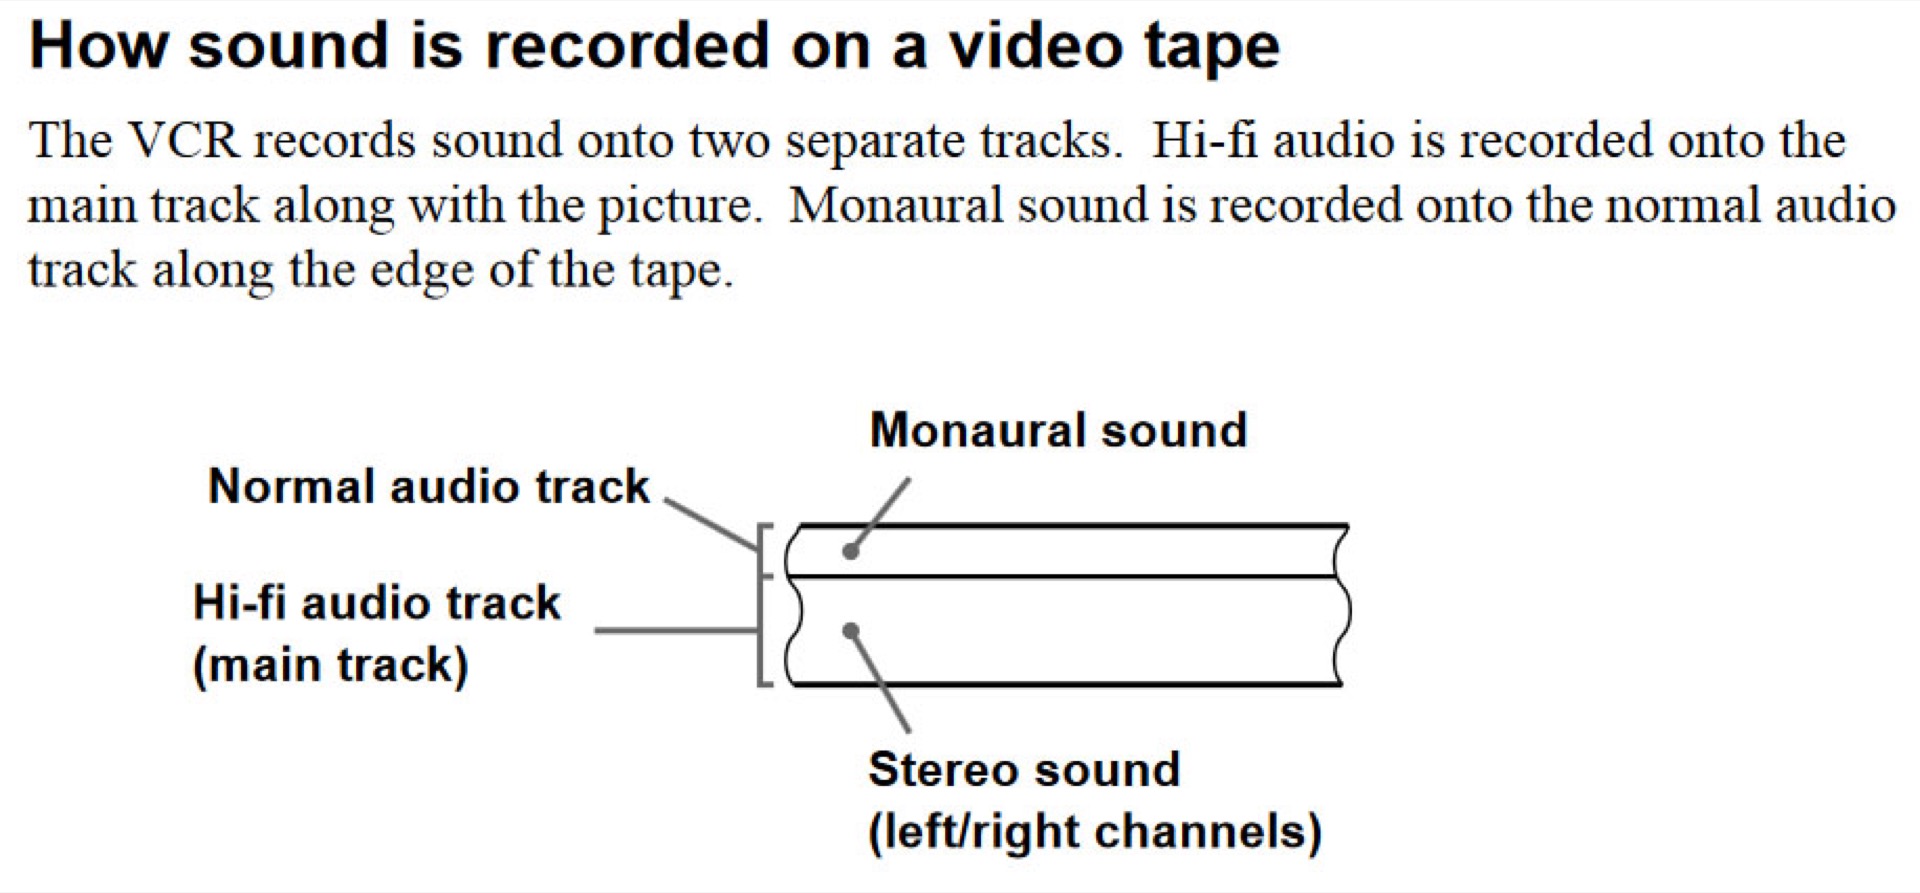 How sound is recorded on a video tape
The VCR records sound onto two separate tracks. Hi-fi audio is recorded onto the
main track along with the picture. Monaural sound is recorded onto the normal audio
track along the edge of the tape.
Monaural sound
Normal audio track
Hi-fi audio track
(main track)
Stereo sound
(left/right channels)